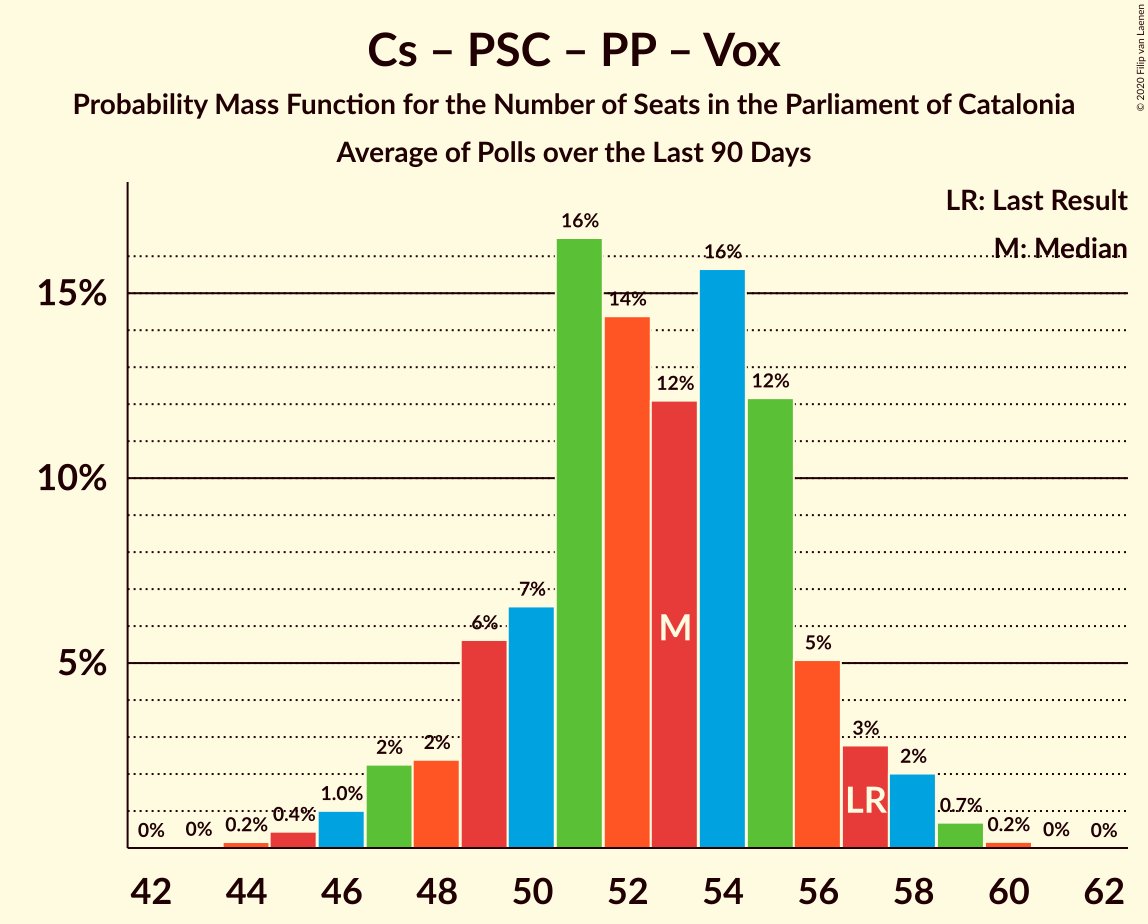 Cs – PSC – PP – Vox
Probability Mass Function for the Number of Seats in the Parliament of Catalonia
Average of Polls over the Last 90 Days
© 2020 Filip van Laenen
LR: Last Result
M: Median
15%
10%
5%
0%
0%
0.2%
0.4%
1.0%
2%
2%
6%
7%
16%
14%
12%
16%
12%
5%
3%
2%
0.7%
0.2%
0%
0%
M
LR
42 44 46 48 50 52 54 56 58 60 62